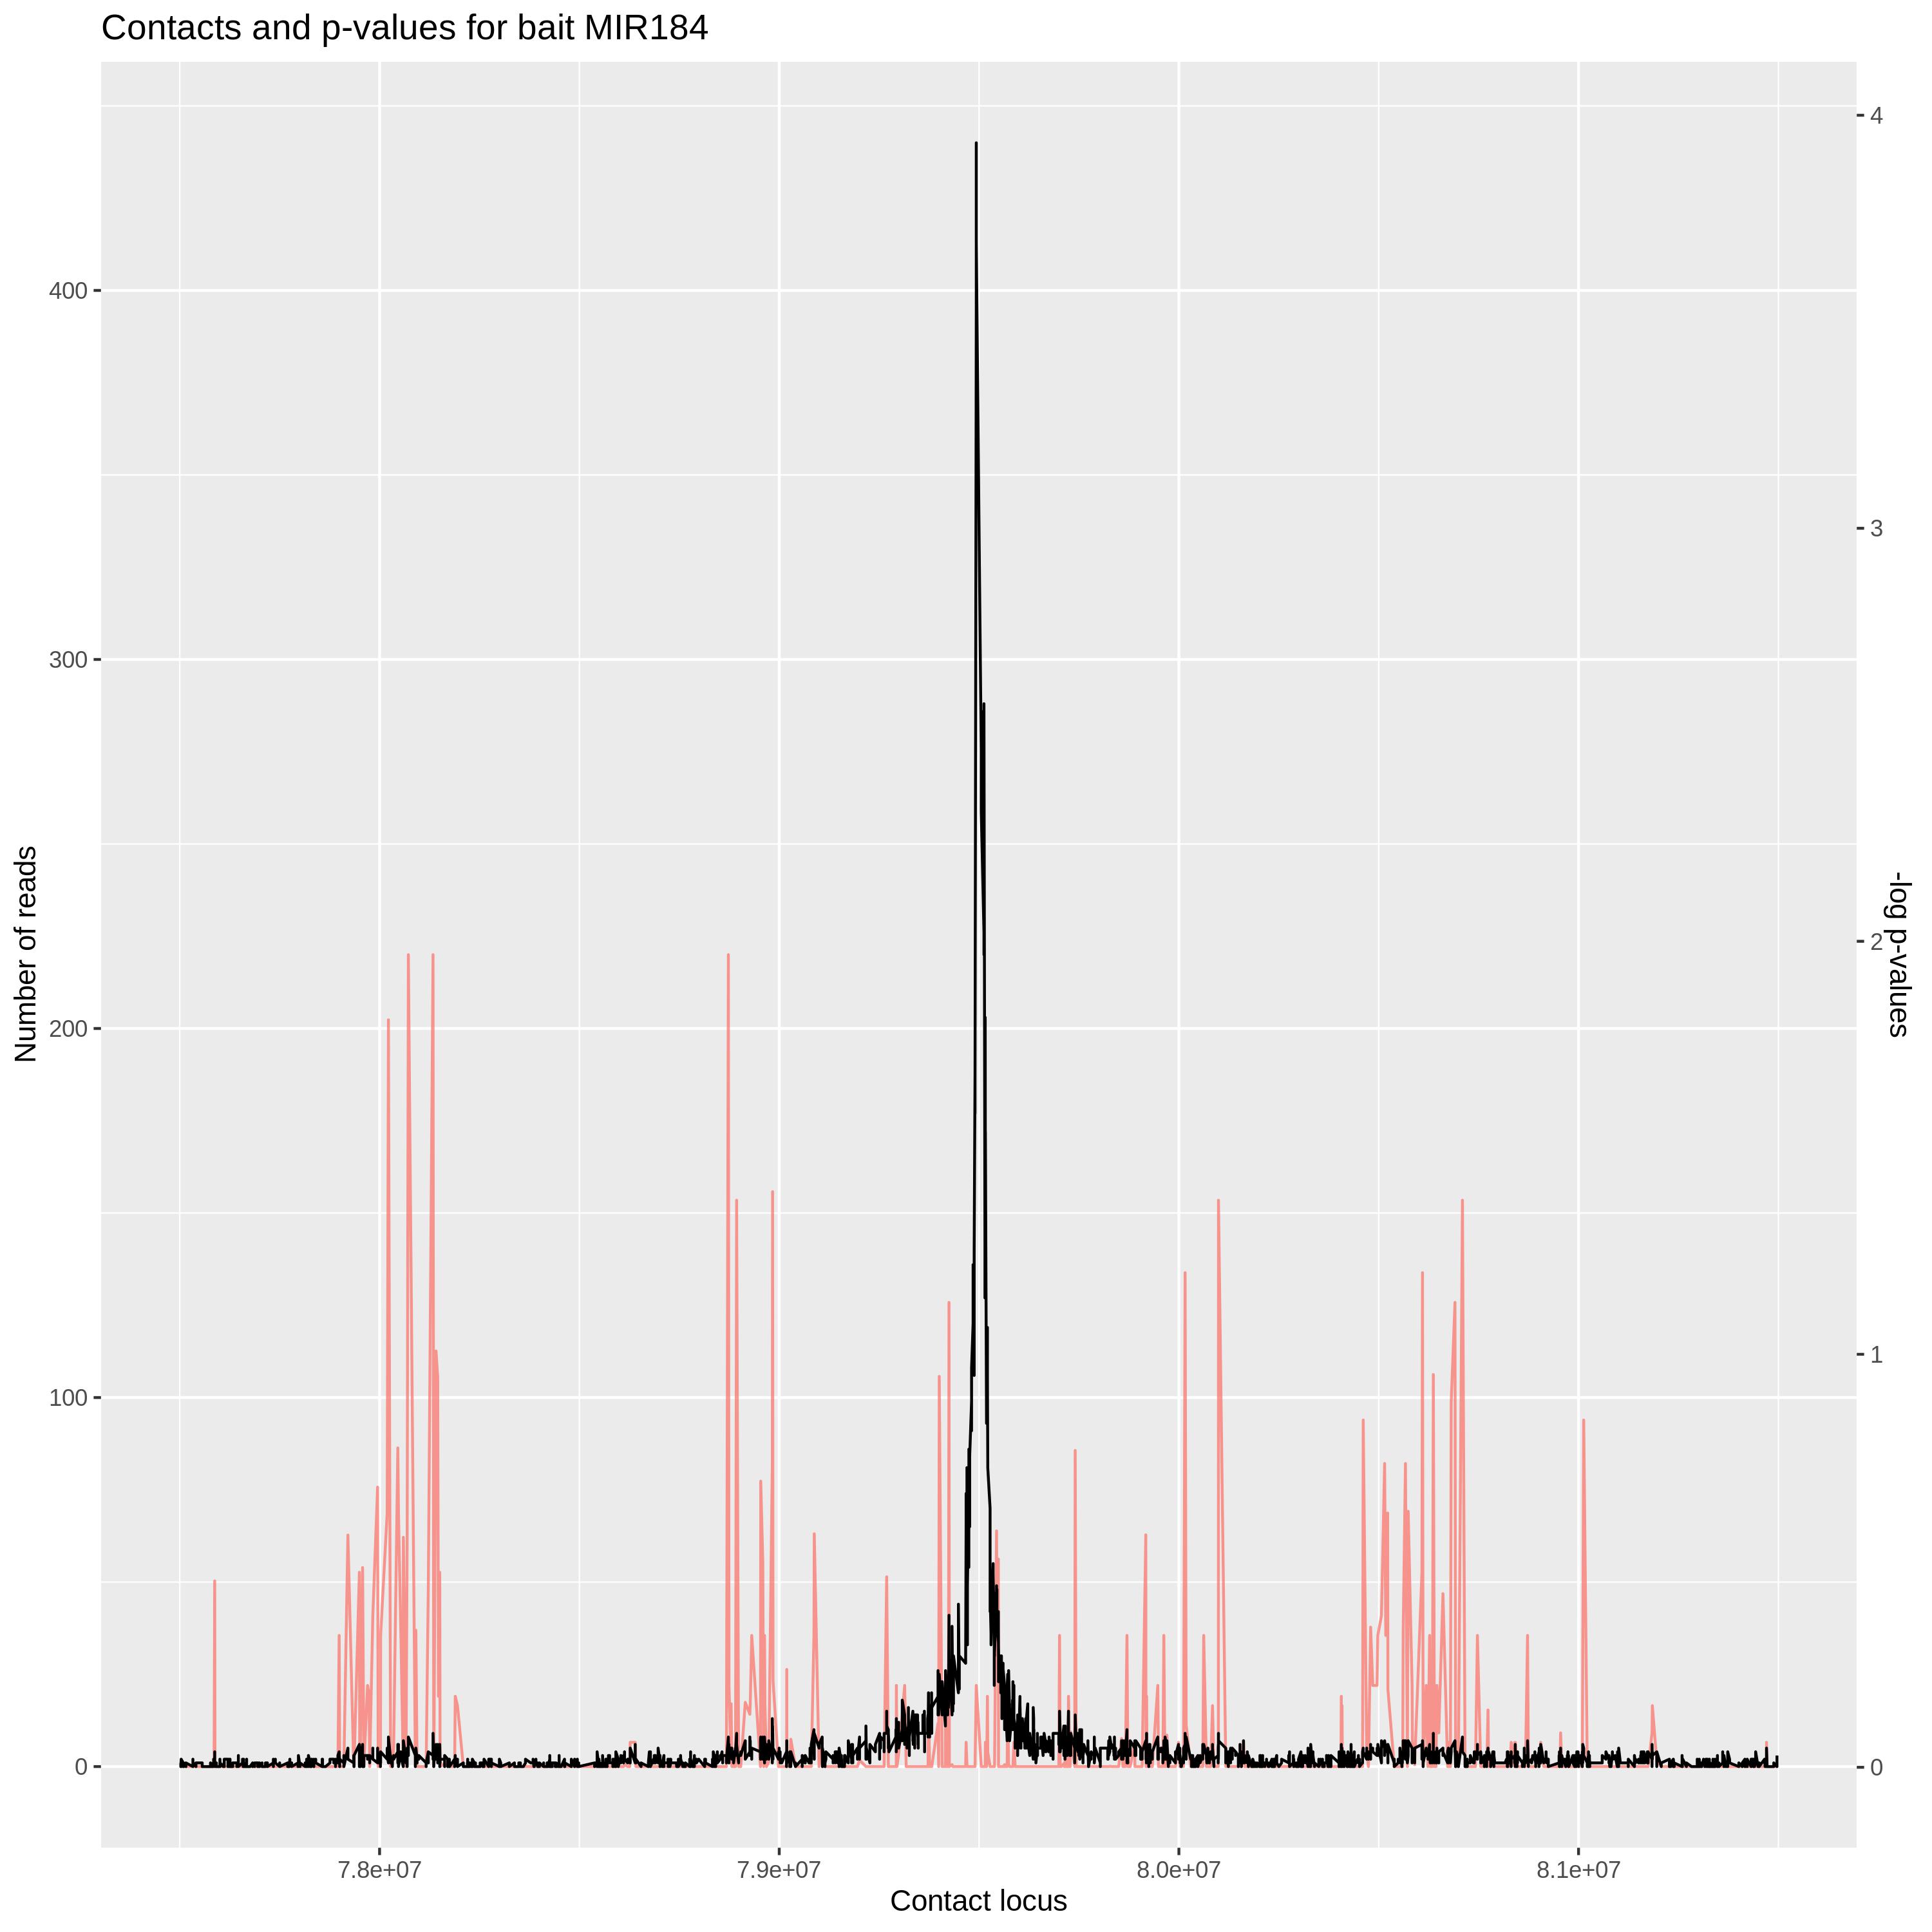 Contacts and p-values for bait MIR184
Number of reads
400
300
200
100
0
4
3
2
1
0
-log p-values
7.8e+07 7.9e+07 8.0e+07 8.1e+07
Contact locus